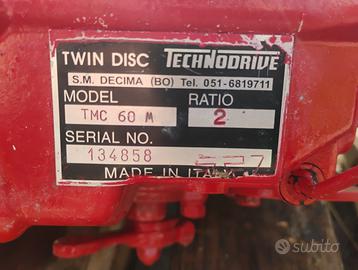 TWIN DISC TECHNODRIVE
S.M. DECIMA (BO) Tel. 051-6819711
MODEL RATIO
TMC 60 M 2
SERIAL NO.
134858
MADE IN ITALY
subito